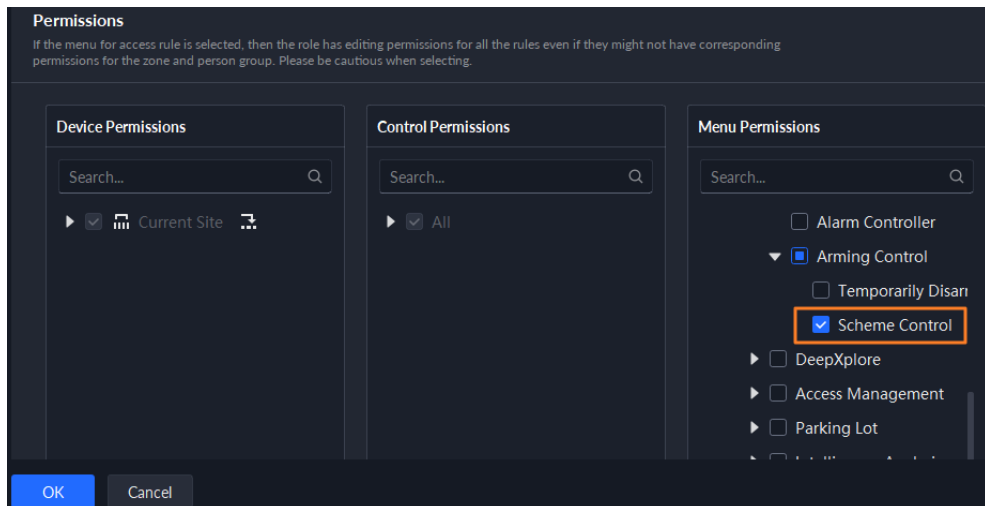 Permissions
If the menu for access rule is selected, then the role has editing permissions for all the rules even if they might not have corresponding
permissions for the zone and person group. Please be cautious when selecting.
Device Permissions
Search...
Current Site
Control Permissions
Search...
All
Menu Permissions
Search...
Alarm Controller
Arming Control
Temporarily
Scheme Control
DeepXplore
Access Management
Parking Lot
OK
Cancel